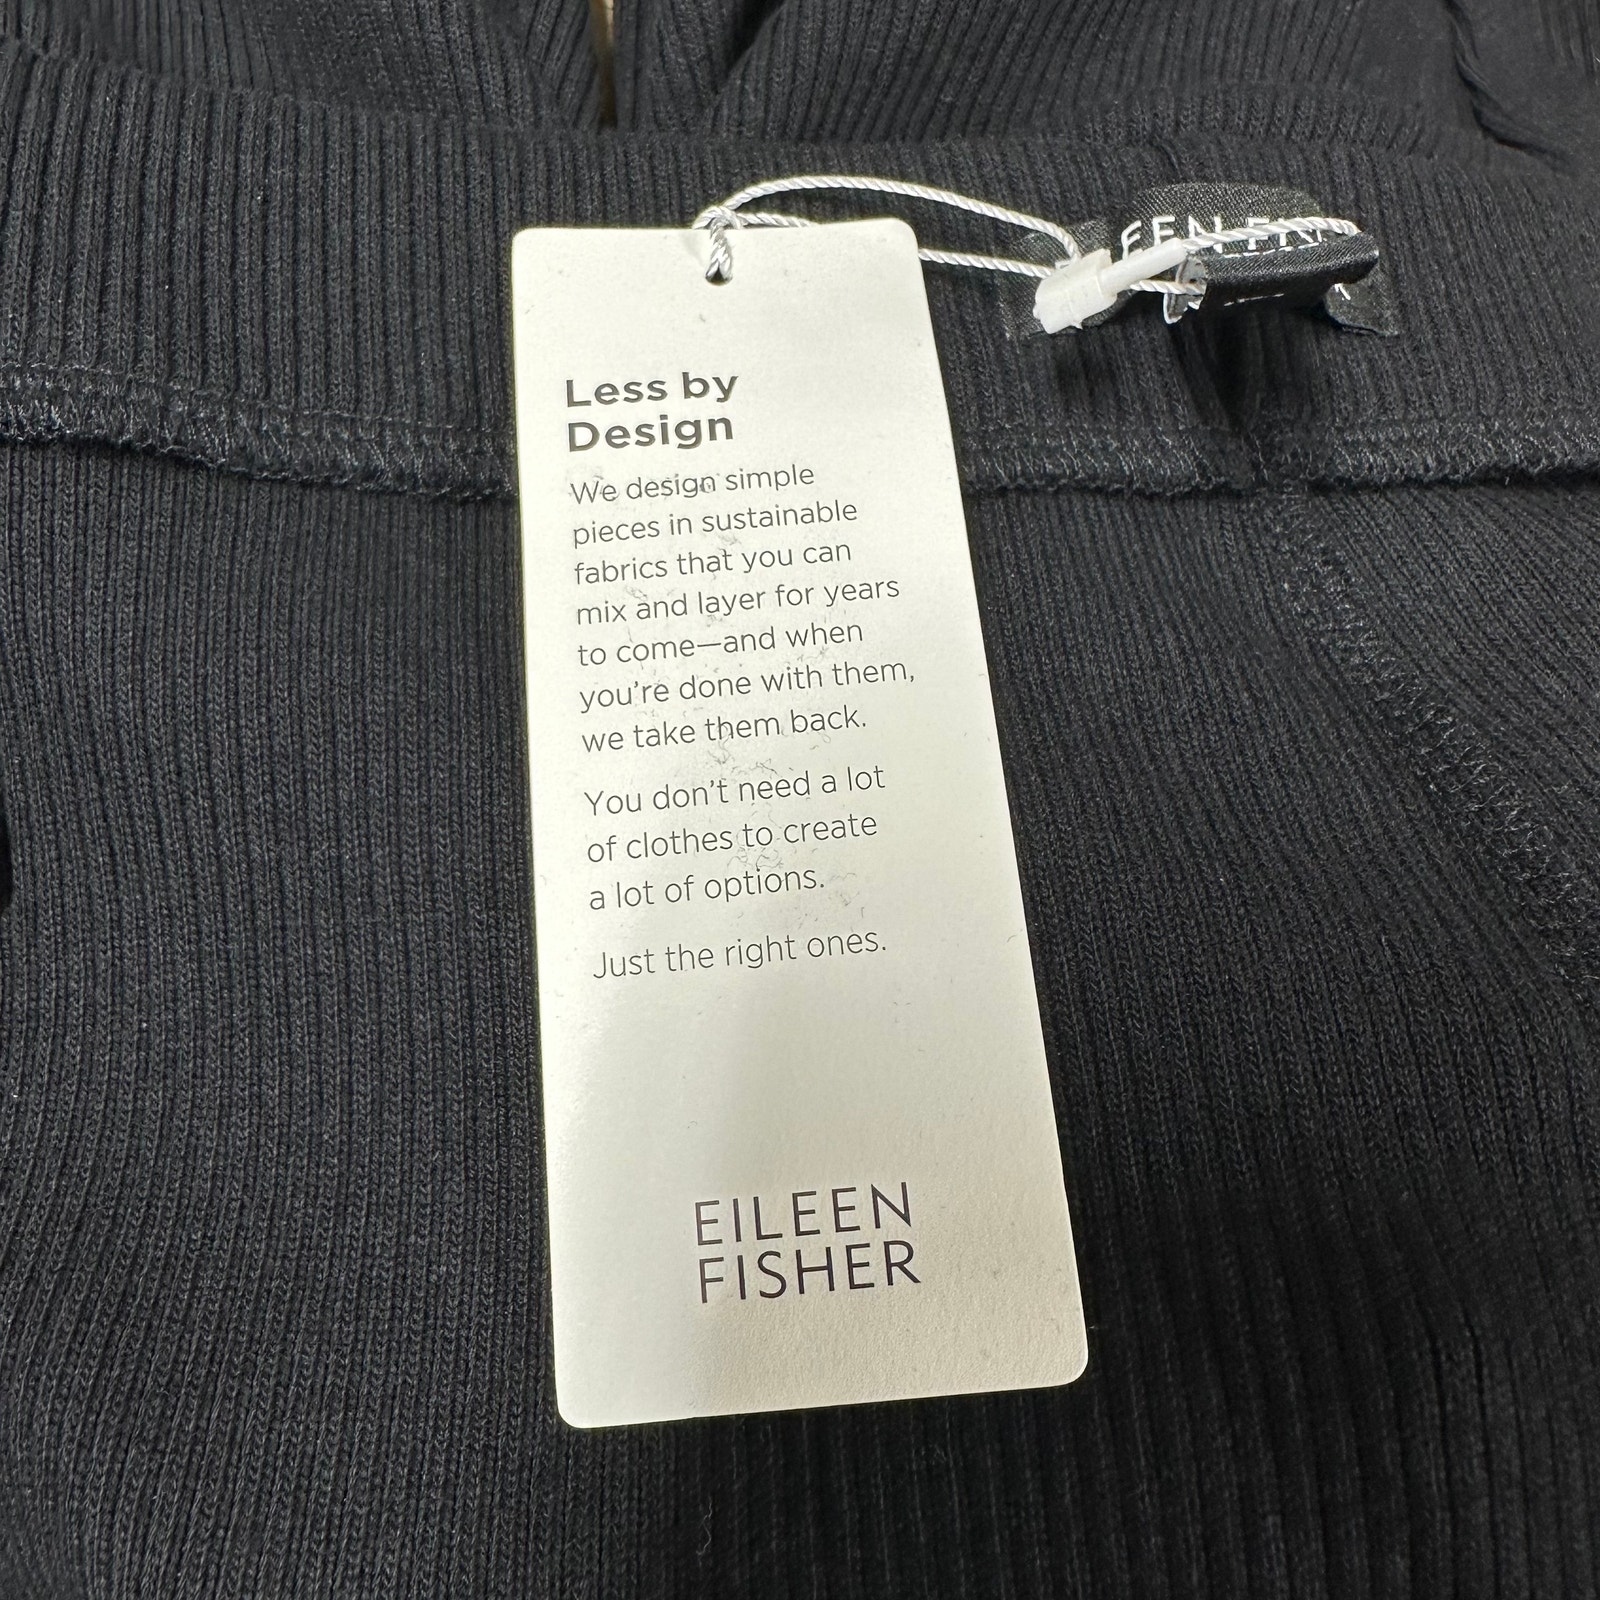 Less by
Design
We design simple
pieces in sustainable
fabrics that you can
mix and layer for years
to come—and when
you're done with them,
we take them back.
You don't need a lot
of clothes to create
a lot of options.
Just the right ones.
EILEEN
FISHER